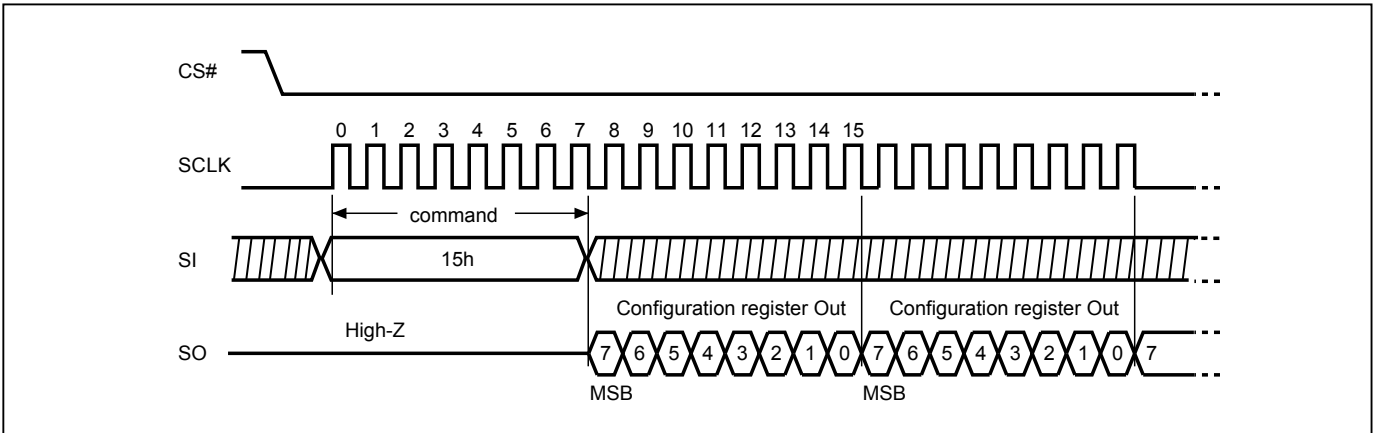 CS#
0 1 2 3 4 5 6 7 8 9 10 11 12 13 14 15
SCLK
command
SI
15h
Configuration register Out Configuration register Out
High-Z
SO
7 6 5 4 3 2 1 0 7 6 5 4 3 2 1 0 7
MSB MSB